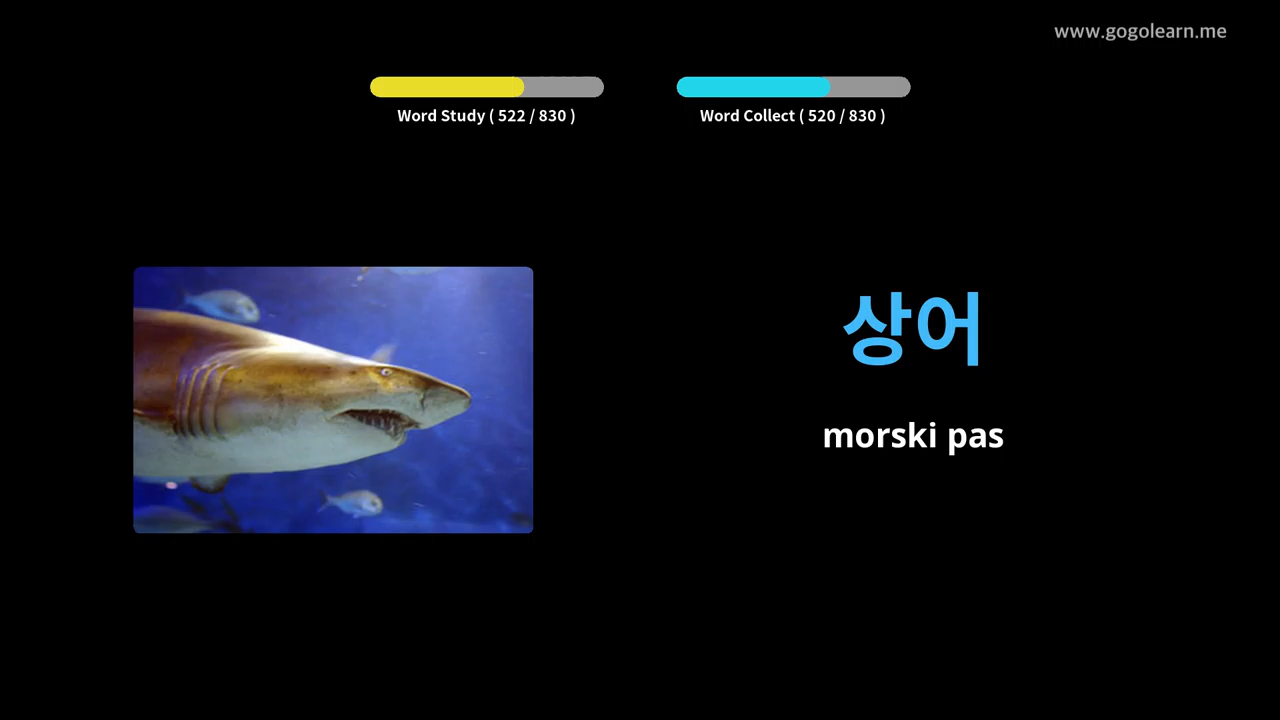 www.gogolearn.me
Word Study ( 522 / 830 )
Word Collect ( 520 / 830 )
상어
morski pas